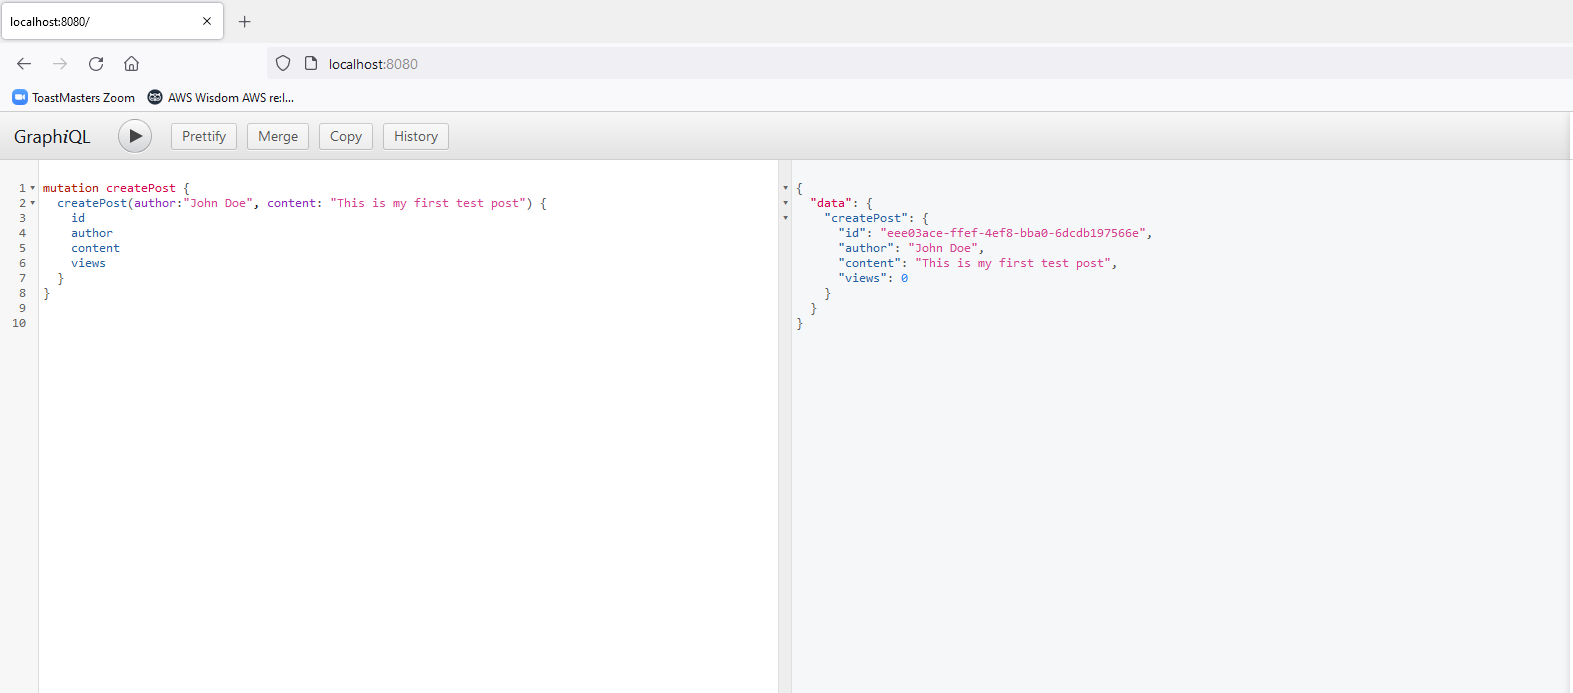 localhost:8080/
localhost:8080
ToastMasters Zoom AWS Wisdom AWS re:I...
GraphiQL Prettify Merge Copy History
1 mutation createPost {
2 createPost(author:"John Doe", content: "This is my first test post") {
3 id
4 author
5 content
6 views
7 }
8 }
9
10
{
"data": {
"createPost": {
"id": "eee03ace-ffef-4ef8-bba0-6dcdb197566e",
"author": "John Doe",
"content": "This is my first test post",
"views": 0
}
}
}